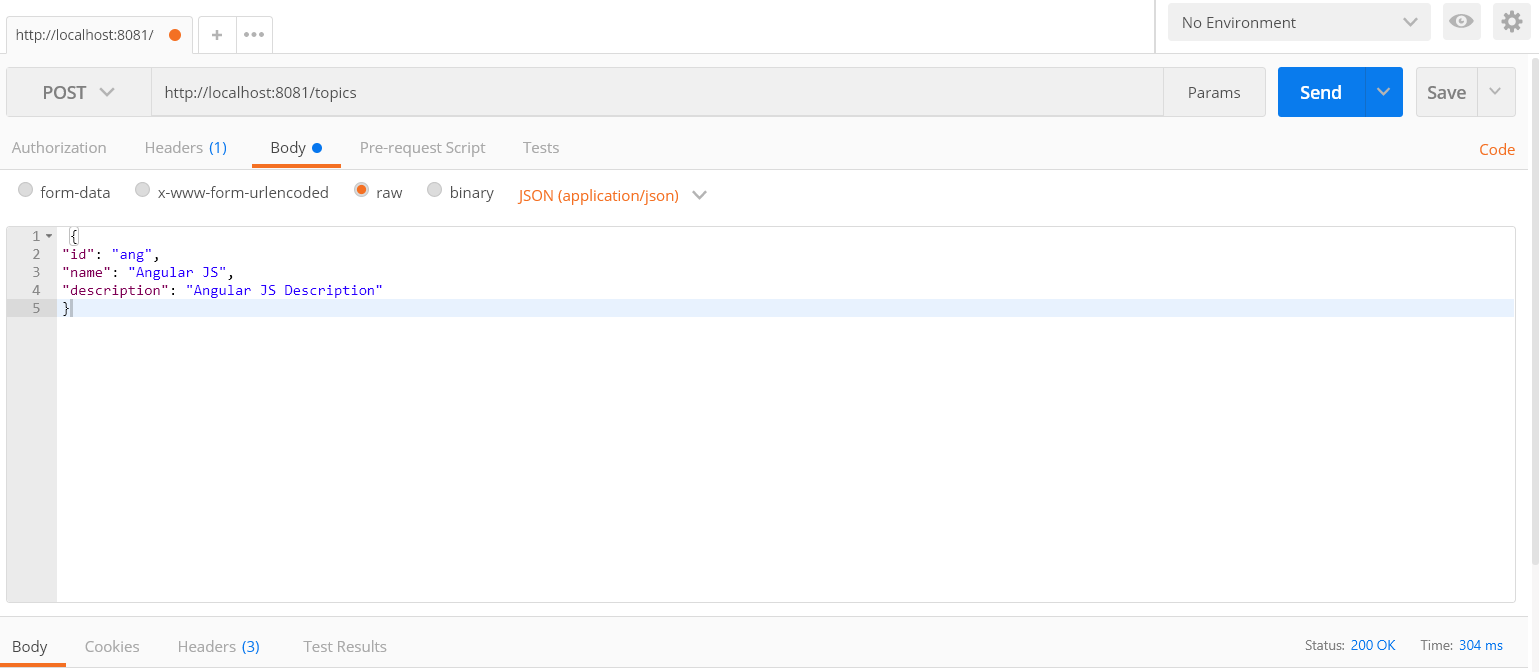 http://localhost:8081/ + ••• No Environment
POST http://localhost:8081/topics Params Send Save
Authorization Headers (1) Body Pre-request Script Tests Code
form-data x-www-form-urlencoded raw binary JSON (application/json)
1 {
2 "id": "ang",
3 "name": "Angular JS",
4 "description": "Angular JS Description"
5 }
Body Cookies Headers (3) Test Results Status: 200 OK Time: 304 ms